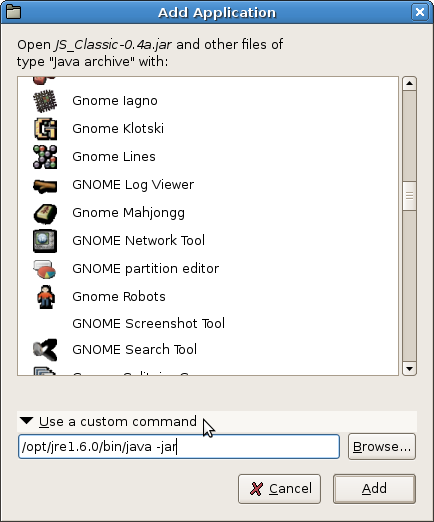 Add Application
Open JS_Classic-0.4a.jar and other files of
type "Java archive" with:
Gnome Iagno
Gnome Klotski
Gnome Lines
GNOME Log Viewer
Gnome Mahjongg
GNOME Network Tool
GNOME partition editor
Gnome Robots
GNOME Screenshot Tool
GNOME Search Tool
Use a custom command
/opt/jre1.6.0/bin/java -jar
Browse...
Cancel
Add